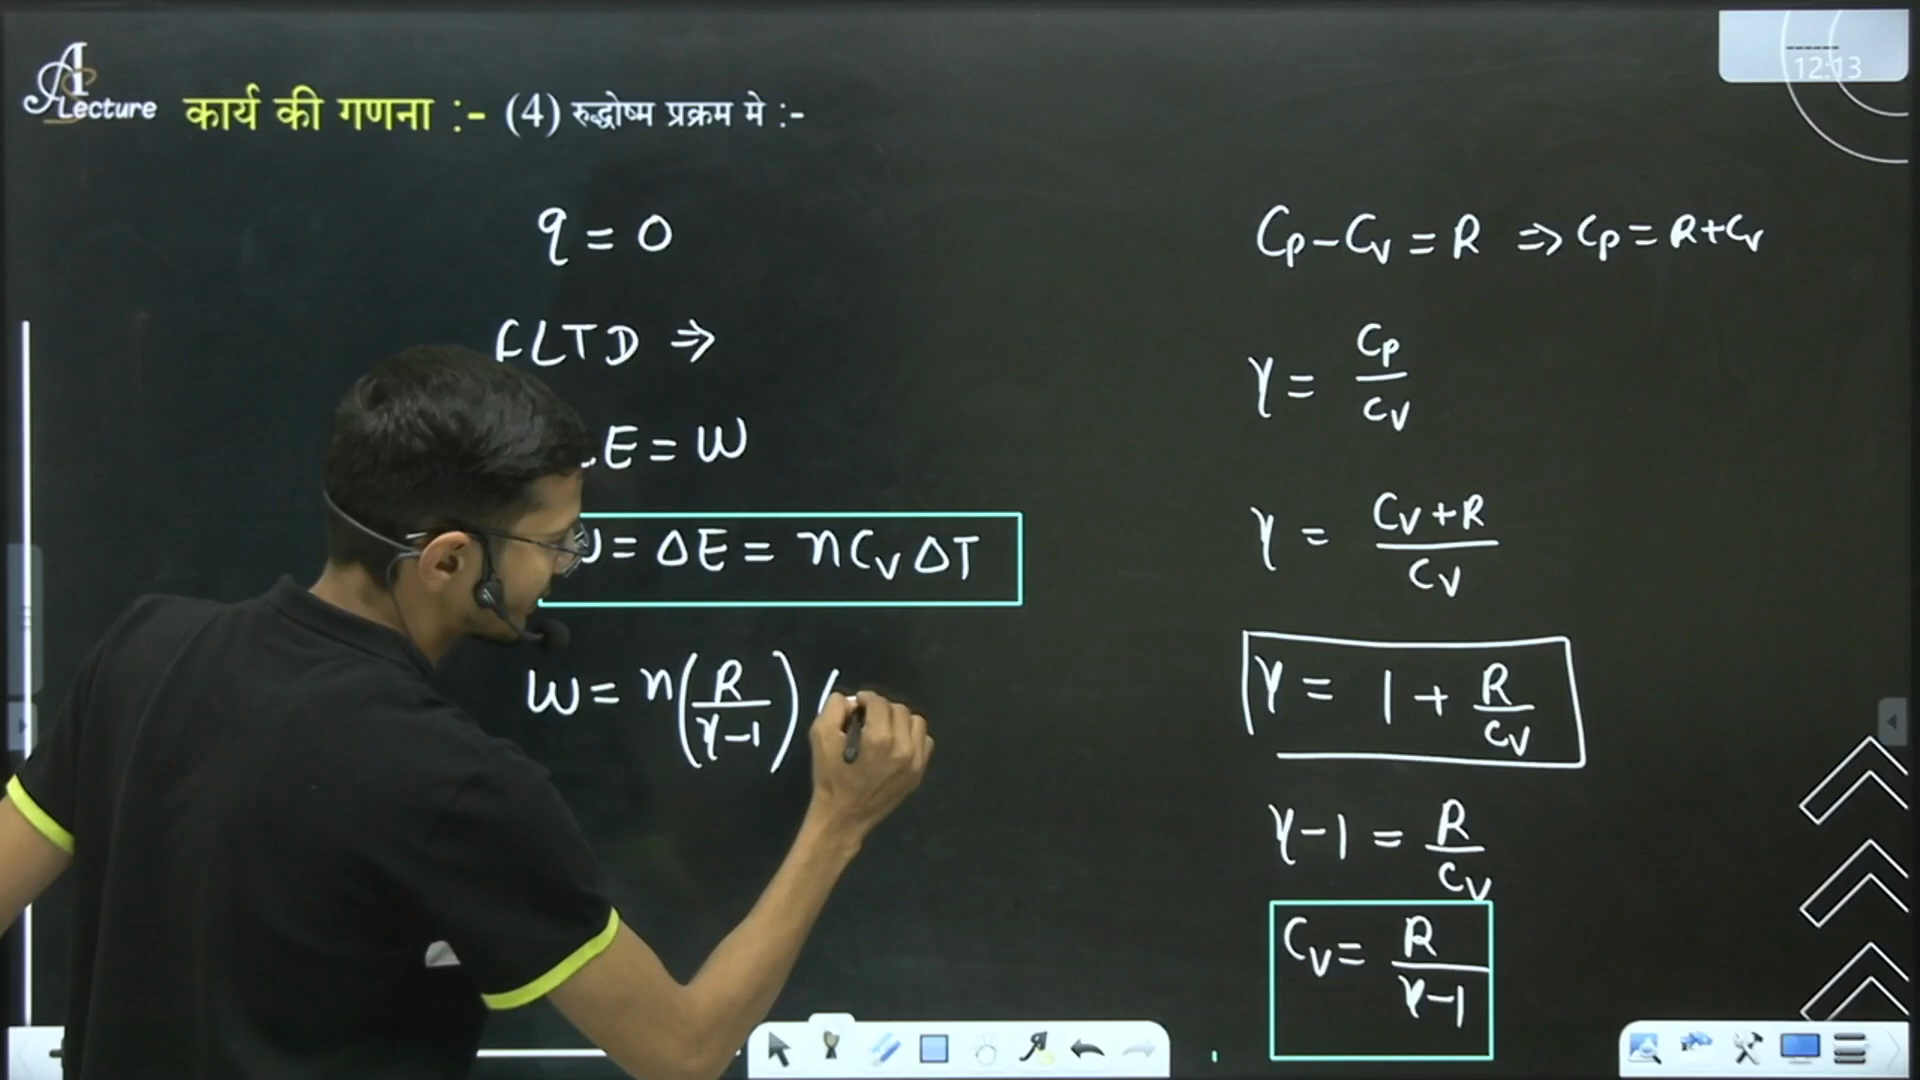 A Lecture
12:13
कार्य की गणना :- (4) रुद्धोष्म प्रक्रम मे :-
q = 0
FLTD ⇒
E = W
= ΔE = nCvΔT
W = n(R/γ-1) (
Cp-Cv = R ⇒ Cp = R+Cv
γ = Cp/Cv
γ = Cv+R/Cv
γ = 1 + R/Cv
γ-1 = R/Cv
Cv = R/γ-1